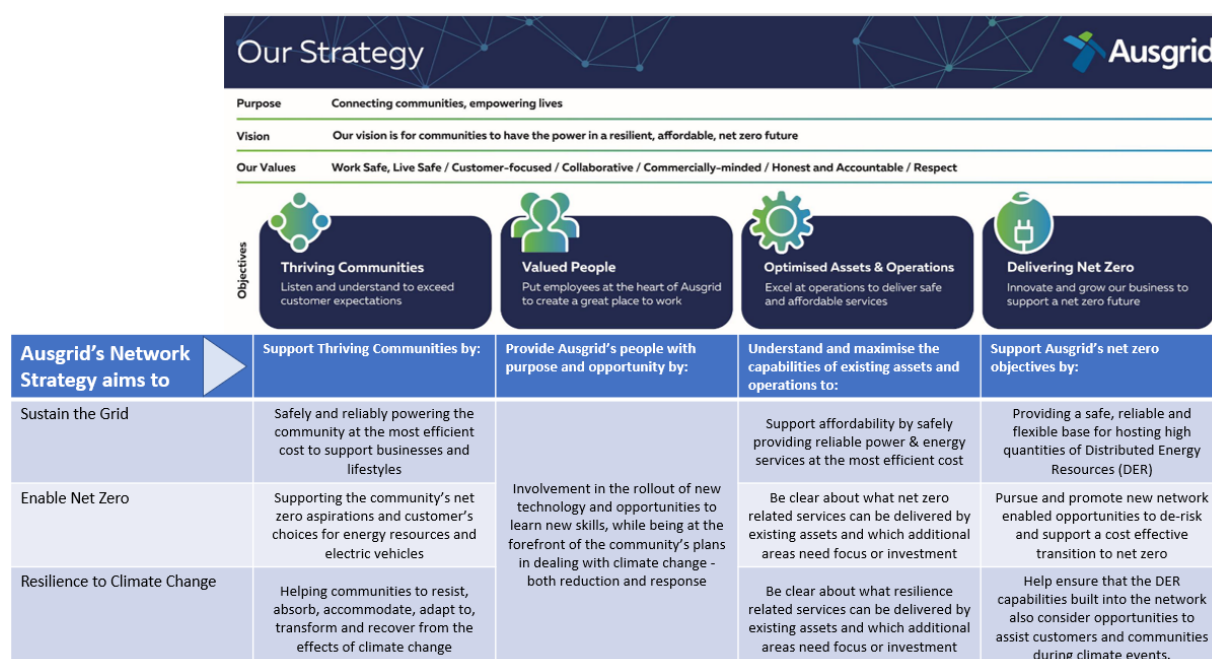 Our Strategy
Ausgrid
Purpose Connecting communities, empowering lives
Vision Our vision is for communities to have the power in a resilient, affordable, net zero future
Our Values Work Safe, Live Safe / Customer-focused / Collaborative / Commercially-minded / Honest and Accountable / Respect
Objectives
Thriving Communities
Listen and understand to exceed
customer expectations
Valued People
Put employees at the heart of Ausgrid
to create a great place to work
Optimised Assets & Operations
Excel at operations to deliver safe
and affordable services
Delivering Net Zero
Innovate and grow our business to
support a net zero future
Ausgrid's Network
Strategy aims to
Support Thriving Communities by:
Provide Ausgrid's people with
purpose and opportunity by:
Understand and maximise the
capabilities of existing assets and
operations to:
Support Ausgrid's net zero
objectives by:
Sustain the Grid
Safely and reliably powering the
community at the most efficient
cost to support businesses and
lifestyles
Involvement in the rollout of new
technology and opportunities to
learn new skills, while being at the
forefront of the community's plans
in dealing with climate change -
both reduction and response
Support affordability by safely
providing reliable power & energy
services at the most efficient cost
Providing a safe, reliable and
flexible base for hosting high
quantities of Distributed Energy
Resources (DER)
Enable Net Zero
Supporting the community's net
zero aspirations and customer's
choices for energy resources and
electric vehicles
Be clear about what net zero
related services can be delivered by
existing assets and which additional
areas need focus or investment
Pursue and promote new network
enabled opportunities to de-risk
and support a cost effective
transition to net zero
Resilience to Climate Change
Helping communities to resist,
absorb, accommodate, adapt to,
transform and recover from the
effects of climate change
Be clear about what resilience
related services can be delivered by
existing assets and which additional
areas need focus or investment
Help ensure that the DER
capabilities built into the network
also consider opportunities to
assist customers and communities
during climate events.